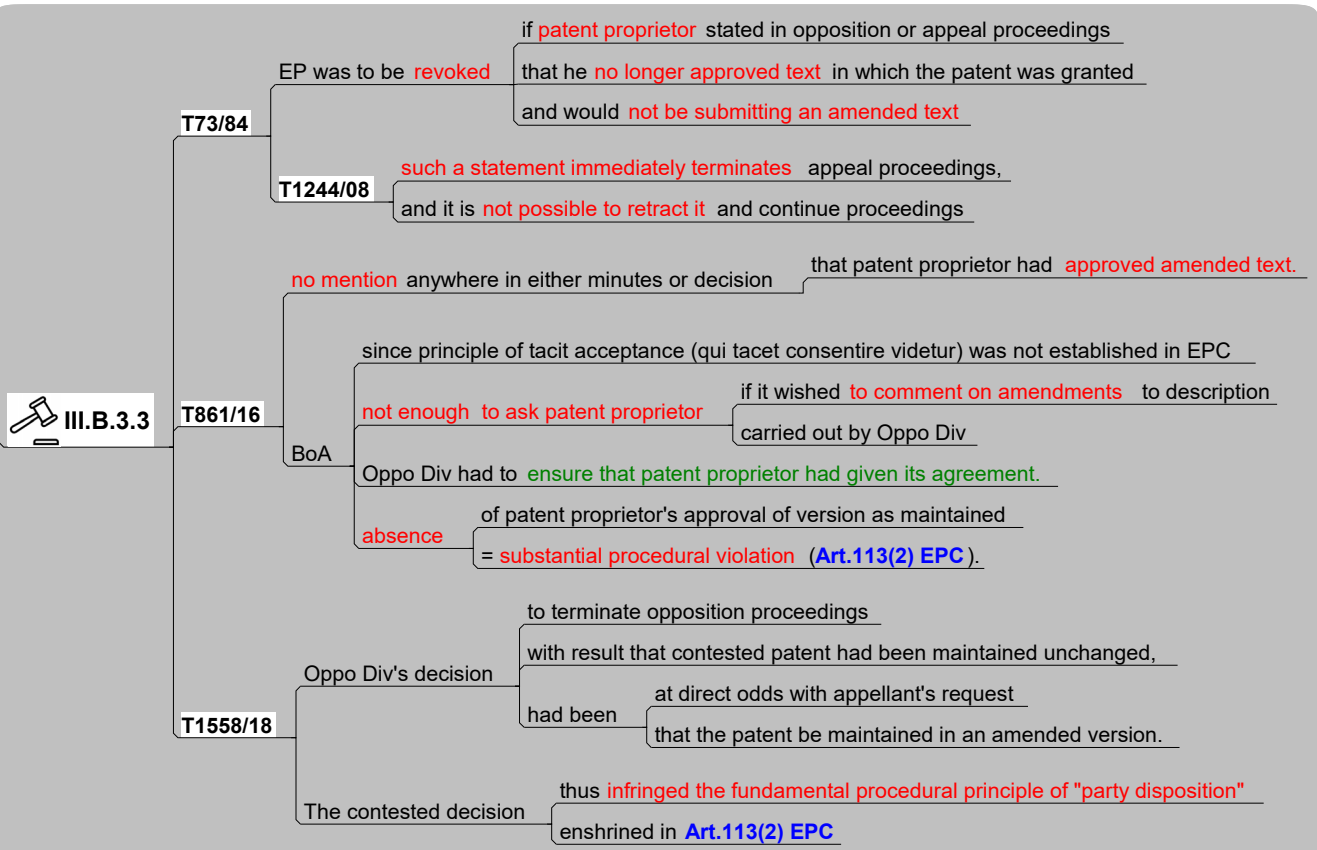 III.B.3.3
T73/84
EP was to be revoked
if patent proprietor stated in opposition or appeal proceedings
that he no longer approved text in which the patent was granted
and would not be submitting an amended text
T1244/08
such a statement immediately terminates appeal proceedings,
and it is not possible to retract it and continue proceedings
T861/16
no mention anywhere in either minutes or decision
that patent proprietor had approved amended text.
BoA
since principle of tacit acceptance (qui tacet consentire videtur) was not established in EPC
not enough to ask patent proprietor
if it wished to comment on amendments to description
carried out by Oppo Div
Oppo Div had to ensure that patent proprietor had given its agreement.
absence
of patent proprietor's approval of version as maintained
= substantial procedural violation (Art.113(2) EPC).
T1558/18
Oppo Div's decision
to terminate opposition proceedings
with result that contested patent had been maintained unchanged,
had been
at direct odds with appellant's request
that the patent be maintained in an amended version.
The contested decision
thus infringed the fundamental procedural principle of "party disposition"
enshrined in Art.113(2) EPC